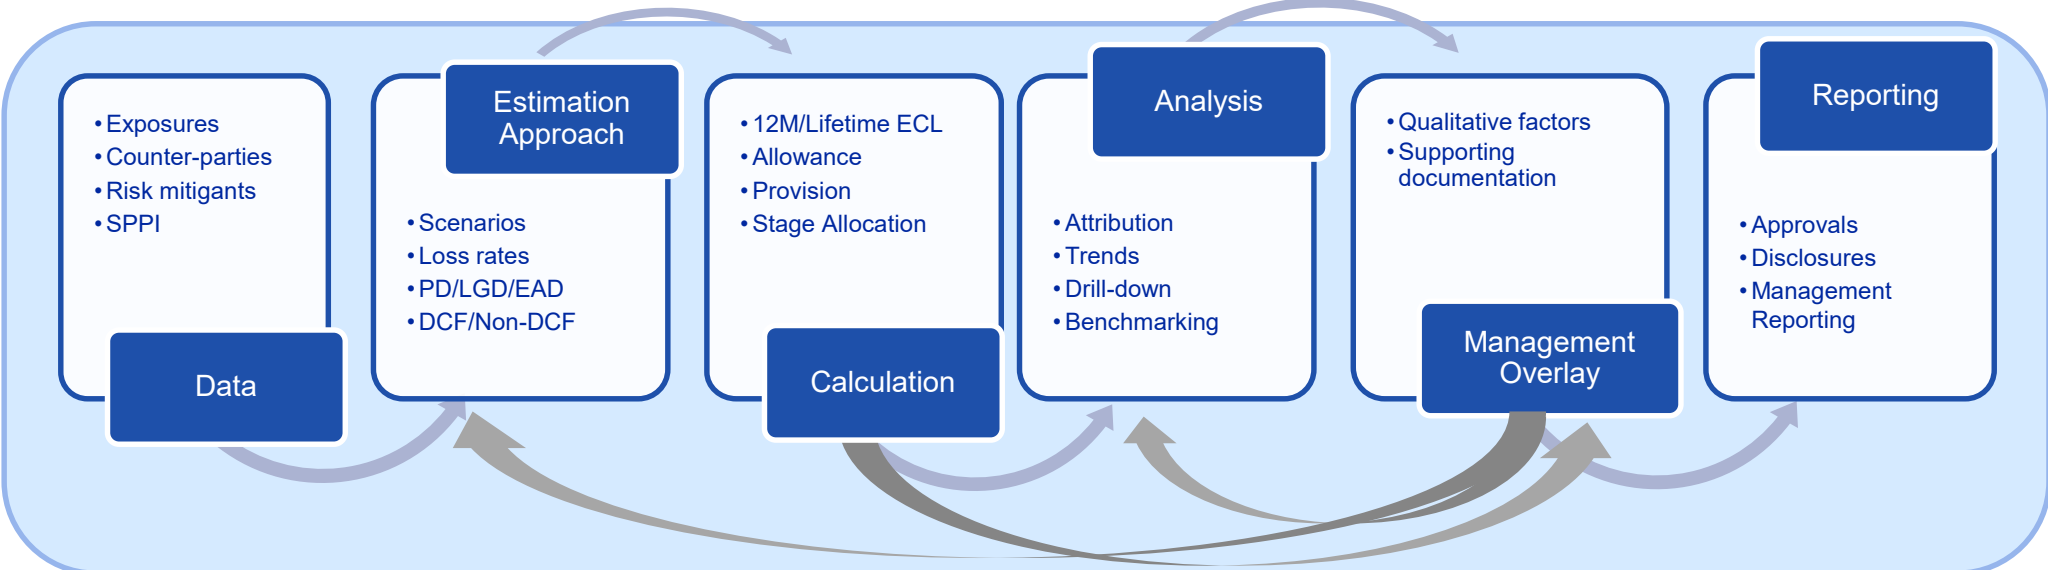 • Exposures
• Counter-parties
• Risk mitigants
• SPPI
Data
Estimation
Approach
• Scenarios
• Loss rates
• PD/LGD/EAD
• DCF/Non-DCF
• 12M/Lifetime ECL
• Allowance
• Provision
• Stage Allocation
Calculation
Analysis
• Attribution
• Trends
• Drill-down
• Benchmarking
• Qualitative factors
• Supporting
documentation
Management
Overlay
Reporting
• Approvals
• Disclosures
• Management
Reporting